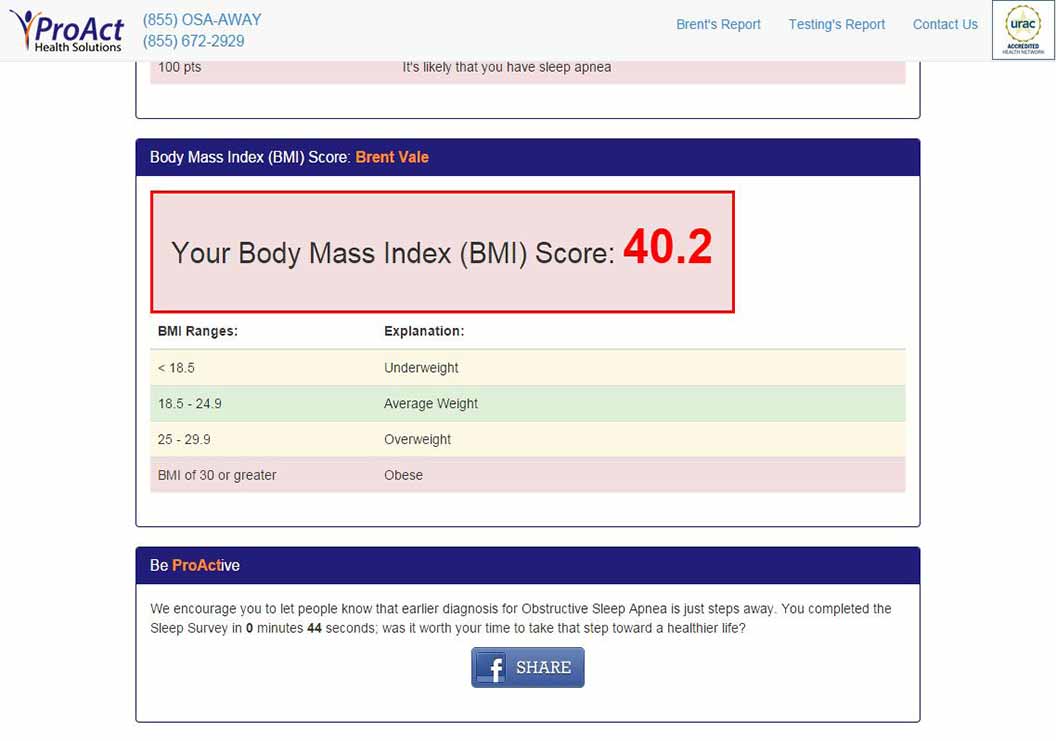 ProAct
Health Solutions
(855) OSA-AWAY
(855) 672-2929
Brent's Report
Testing's Report
Contact Us
urac
ACCREDITED
HEALTH NETWORK
100 pts It's likely that you have sleep apnea
Body Mass Index (BMI) Score: Brent Vale
Your Body Mass Index (BMI) Score: 40.2
BMI Ranges: Explanation:
< 18.5 Underweight
18.5 - 24.9 Average Weight
25 - 29.9 Overweight
BMI of 30 or greater Obese
Be ProActive
We encourage you to let people know that earlier diagnosis for Obstructive Sleep Apnea is just steps away. You completed the
Sleep Survey in 0 minutes 44 seconds; was it worth your time to take that step toward a healthier life?
f SHARE